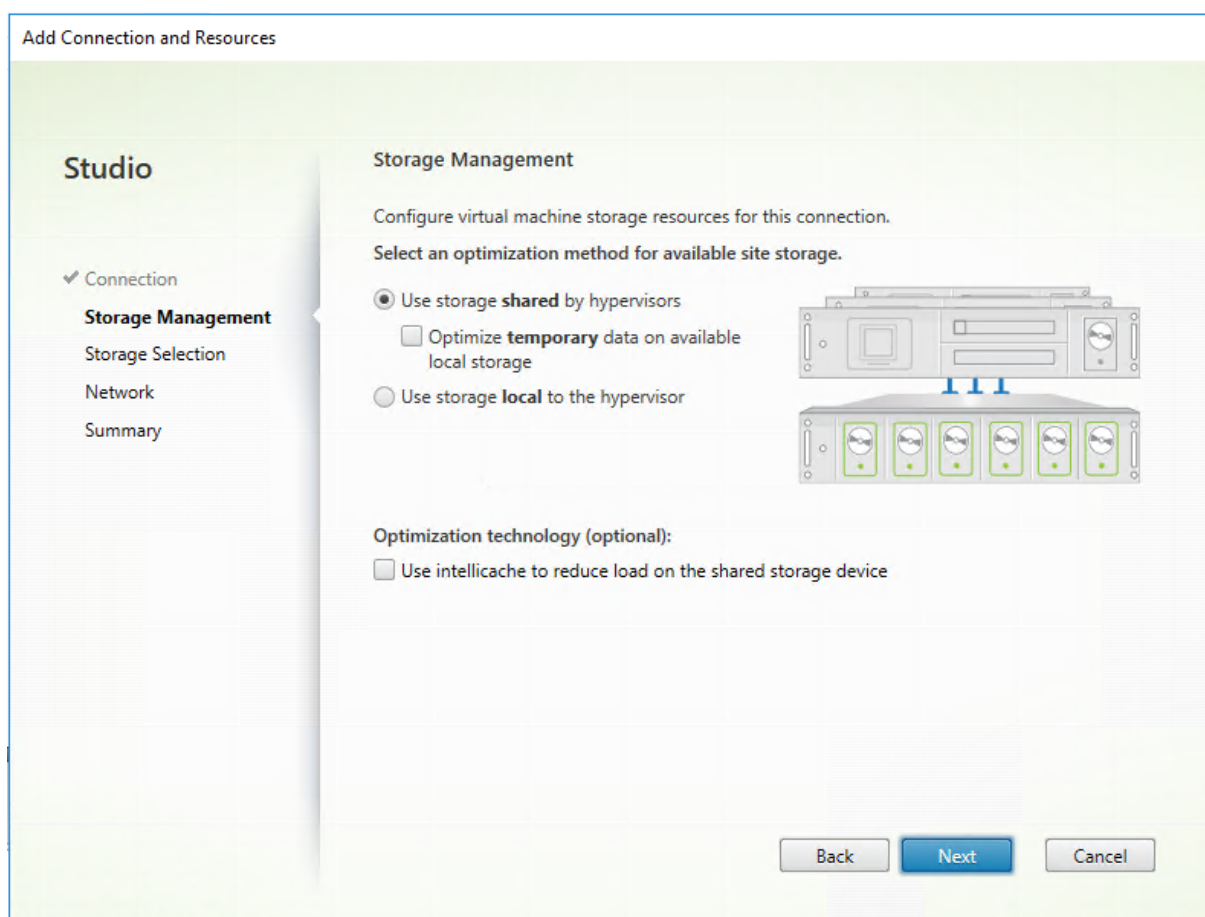 Add Connection and Resources
Studio
Connection
Storage Management
Storage Selection
Network
Summary
Storage Management
Configure virtual machine storage resources for this connection.
Select an optimization method for available site storage.
Use storage shared by hypervisors
Optimize temporary data on available
local storage
Use storage local to the hypervisor
Optimization technology (optional):
Use intellicache to reduce load on the shared storage device
Back
Next
Cancel